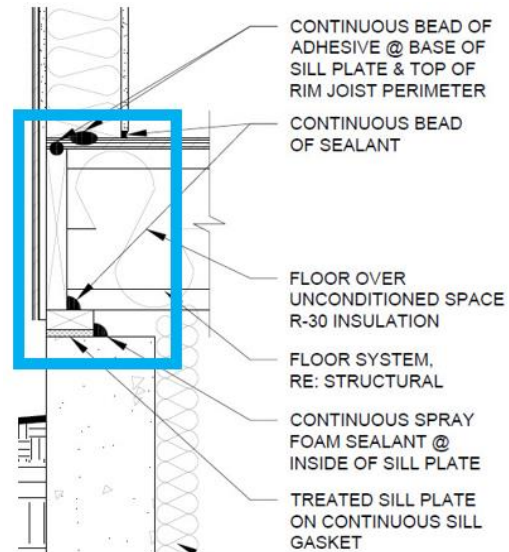 CONTINUOUS BEAD OF
ADHESIVE @ BASE OF
SILL PLATE & TOP OF
RIM JOIST PERIMETER
CONTINUOUS BEAD
OF SEALANT
FLOOR OVER
UNCONDITIONED SPACE
R-30 INSULATION
FLOOR SYSTEM,
RE: STRUCTURAL
CONTINUOUS SPRAY
FOAM SEALANT @
INSIDE OF SILL PLATE
TREATED SILL PLATE
ON CONTINUOUS SILL
GASKET